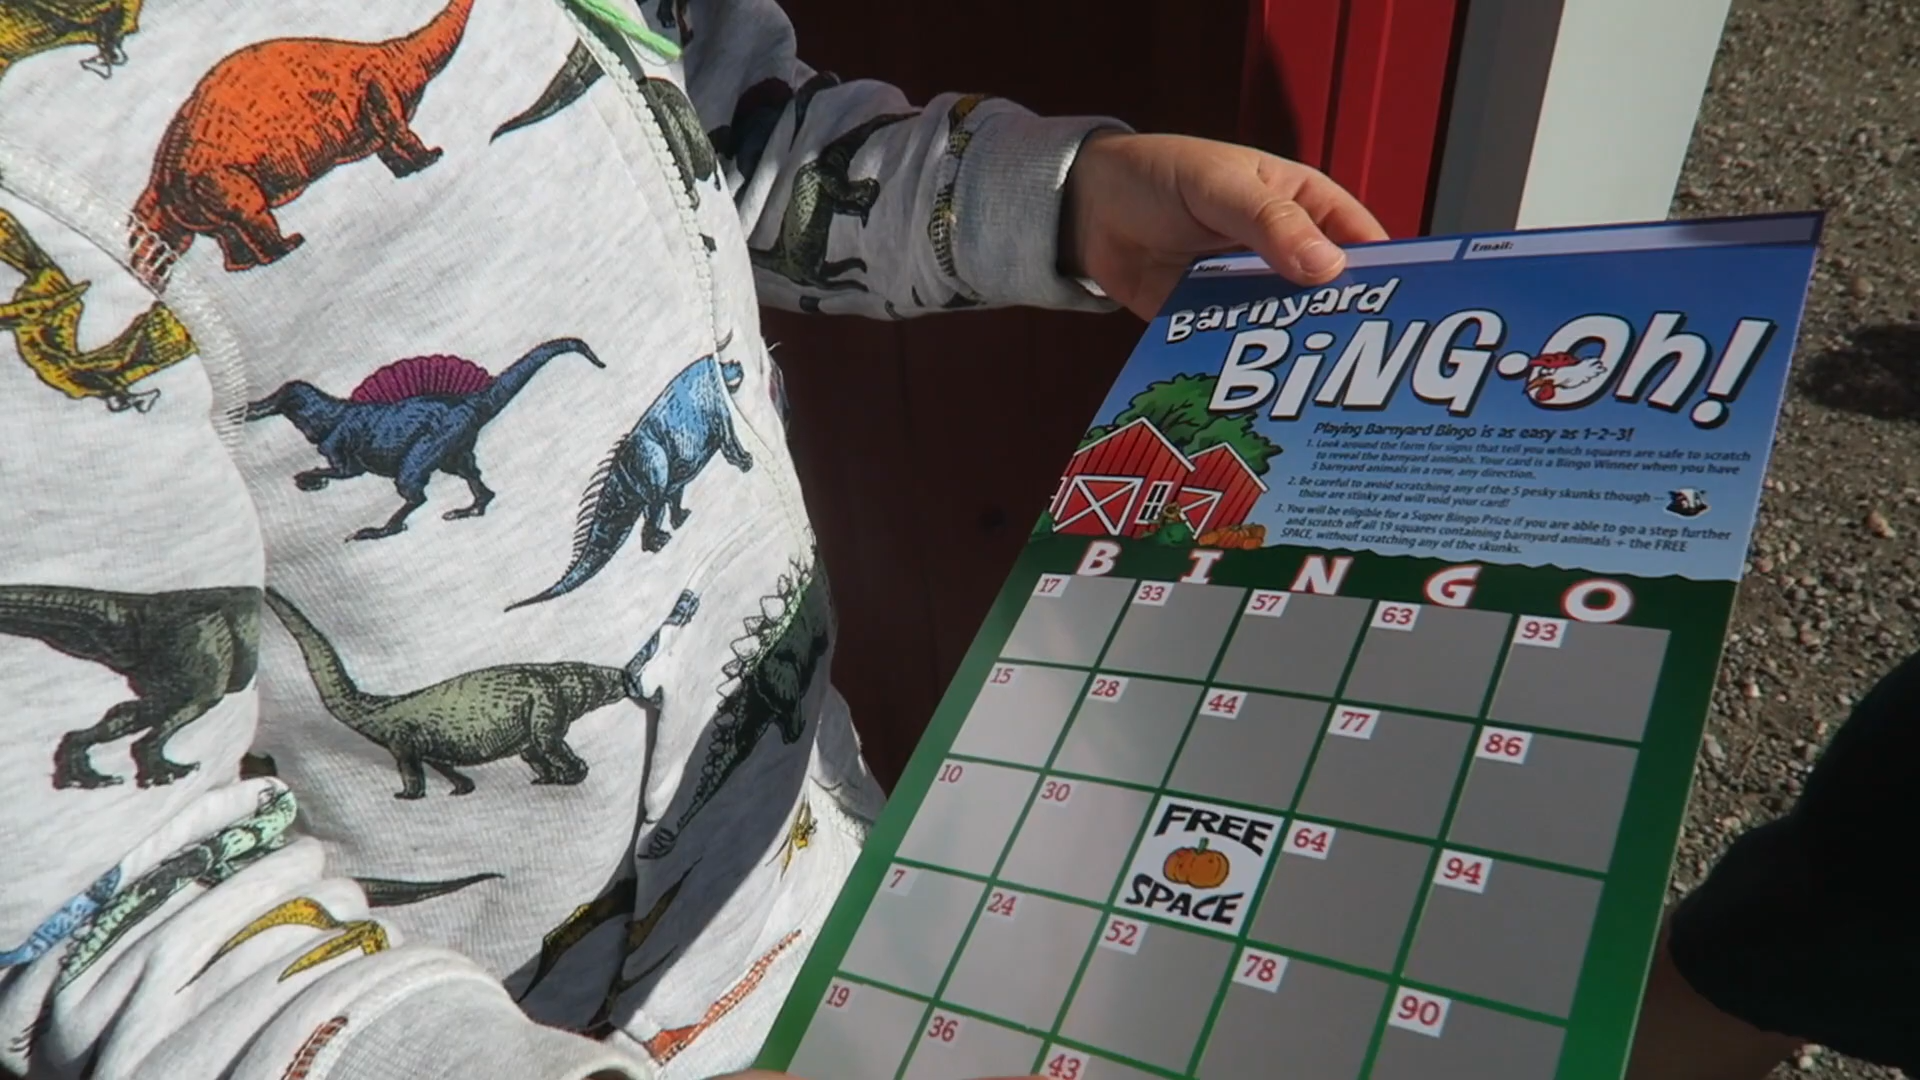 Name: Email:
Barnyard
BiNG-Oh!
Playing Barnyard Bingo is as easy as 1-2-3!
1. Look around the farm for signs that tell you which squares are safe to scratch
to reveal the barnyard animals. Your card is a Bingo Winner when you have
5 barnyard animals in a row, any direction.
2. Be careful to avoid scratching any of the 5 pesky skunks though --
those are stinky and will void your card!
3. You will be eligible for a Super Bingo Prize if you are able to go a step further
and scratch off all 19 squares containing barnyard animals + the FREE
SPACE, without scratching any of the skunks.
B I N G O
17 33 57 63 93
15 28 44 77 86
10 30 FREE SPACE 64 94
7 24 52 78 90
19 36 43